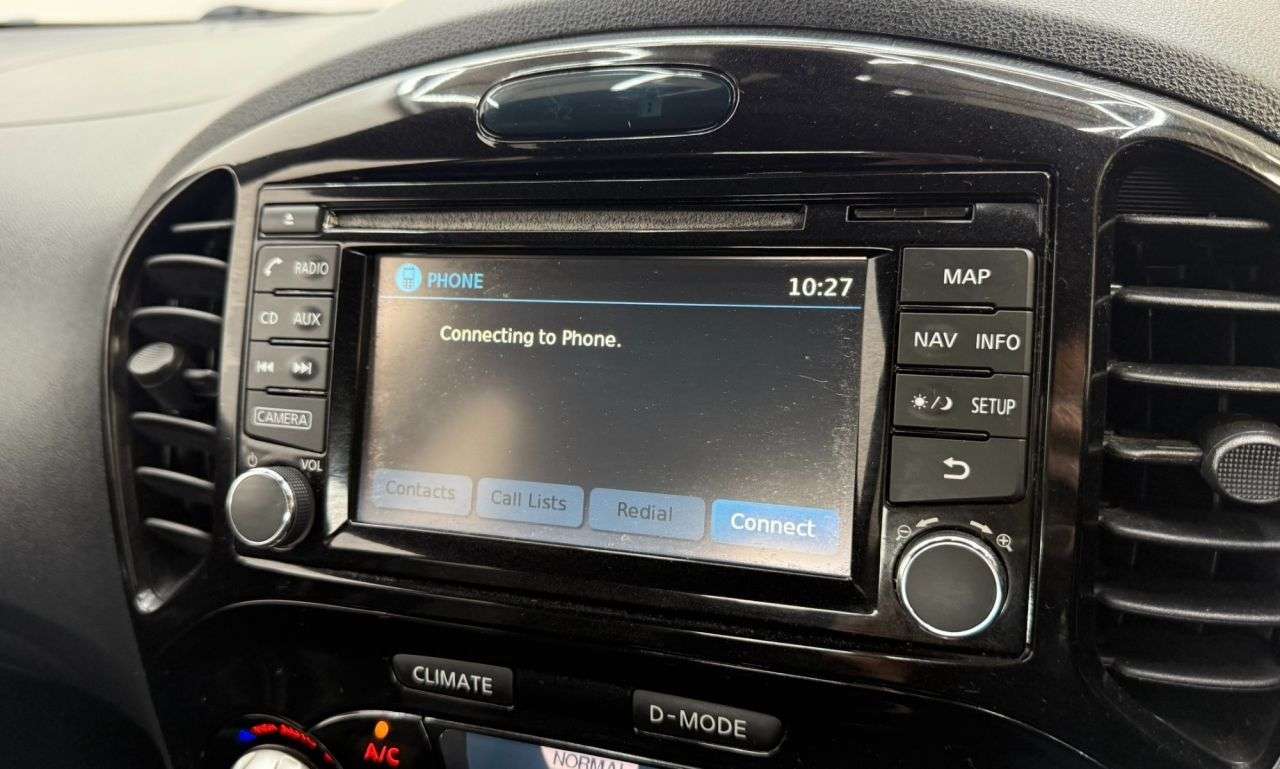 PHONE 10:27
Connecting to Phone.
Contacts Call Lists Redial Connect
RADIO
CD AUX
CAMERA
VOL
MAP
NAV INFO
SETUP
CLIMATE
D-MODE
A/C
NORMAL